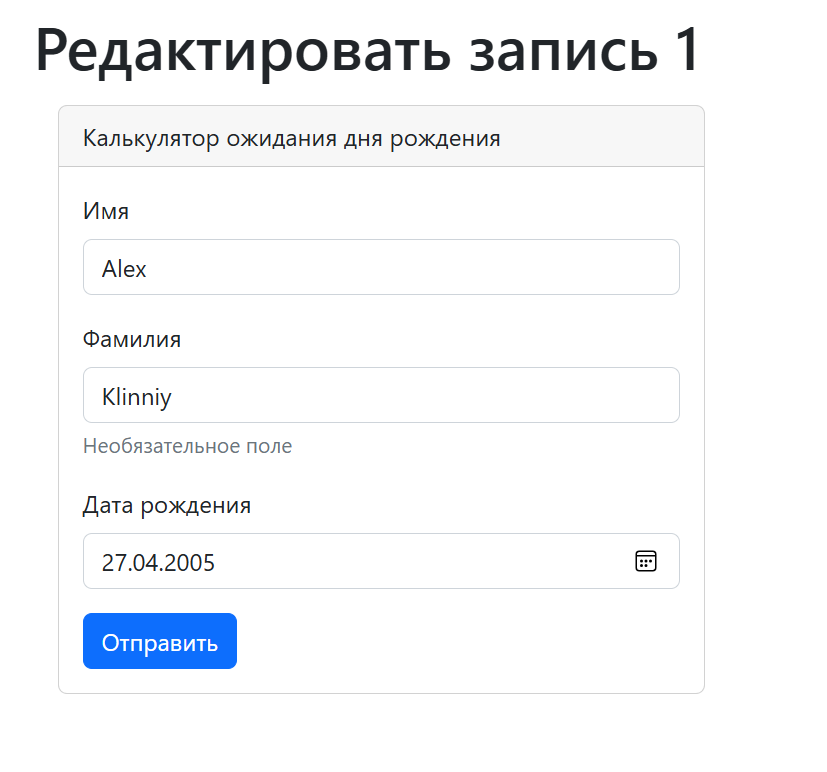 Редактировать запись 1
Калькулятор ожидания дня рождения
Имя
Alex
Фамилия
Klinniy
Необязательное поле
Дата рождения
27.04.2005
Отправить